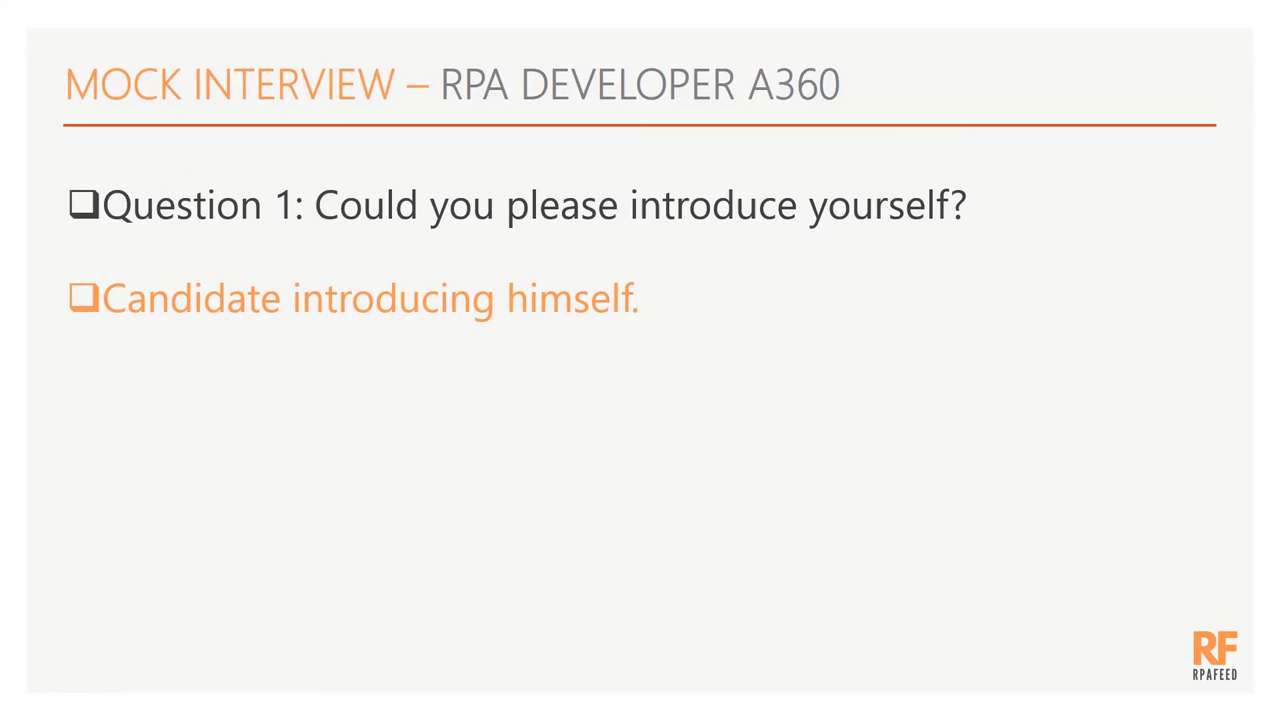 MOCK INTERVIEW – RPA DEVELOPER A360
❑Question 1: Could you please introduce yourself?
❑Candidate introducing himself.
RF
RPAFEED